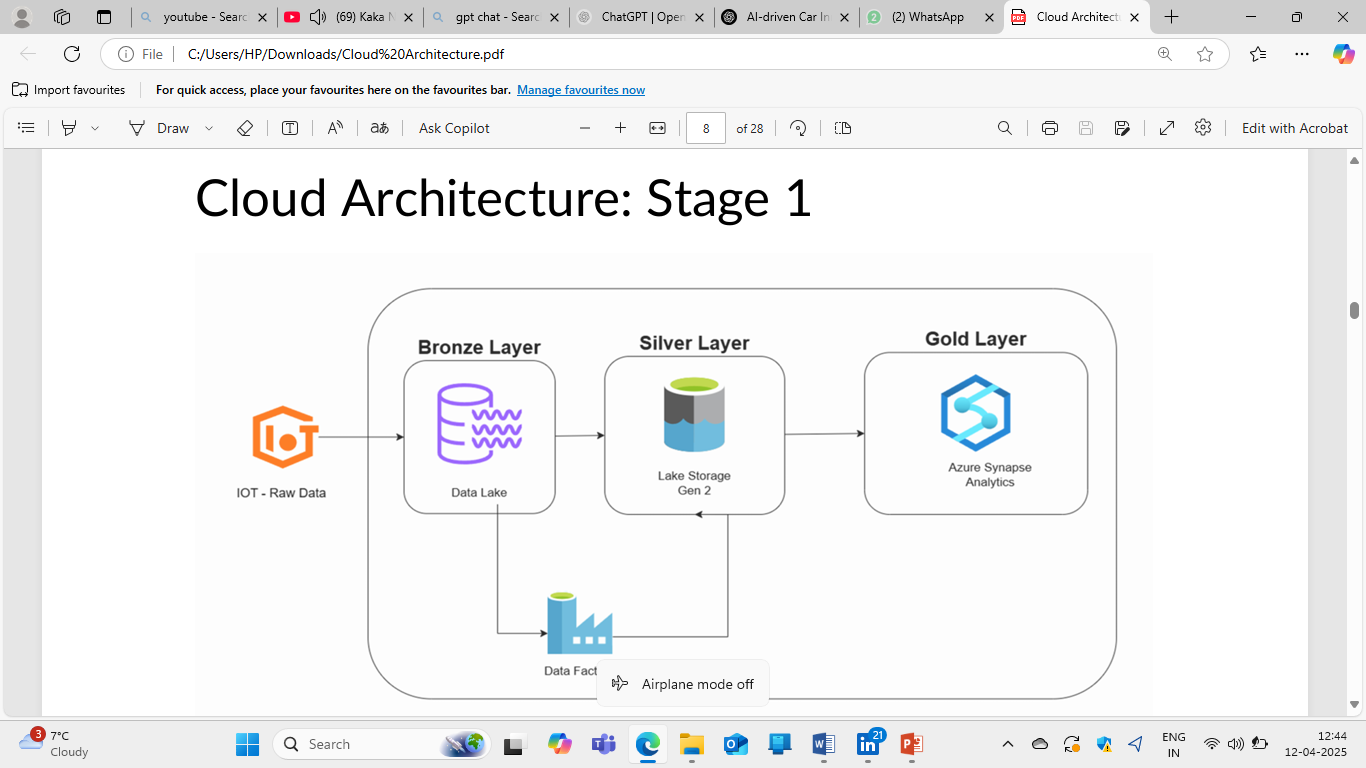 youtube - Searc
(69) Kaka N
gpt chat - Searc
ChatGPT | Open
AI-driven Car In
(2) WhatsApp
Cloud Architect
File
C:/Users/HP/Downloads/Cloud%20Architecture.pdf
Import favourites
For quick access, place your favourites here on the favourites bar. Manage favourites now
Draw
Ask Copilot
8 of 28
Edit with Acrobat
Cloud Architecture: Stage 1
Bronze Layer
Silver Layer
Gold Layer
IOT
IOT - Raw Data
Data Lake
Lake Storage
Gen 2
Azure Synapse
Analytics
Data Fact
Airplane mode off
3
7°C
Cloudy
Search
21
ENG
IN
12:44
12-04-2025